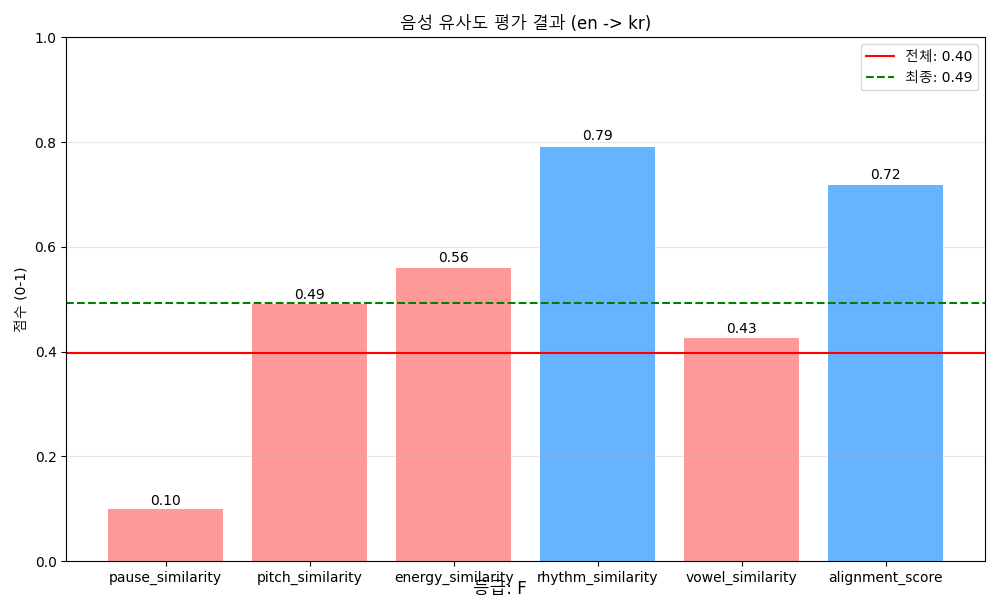 음성 유사도 평가 결과 (en -> kr)
전체: 0.40
최종: 0.49
점수 (0-1)
1.0
0.8
0.6
0.4
0.2
0.0
0.10
0.49
0.56
0.79
0.43
0.72
pause_similarity
pitch_similarity
energy_similarity
rhythm_similarity
vowel_similarity
alignment_score
등급: F